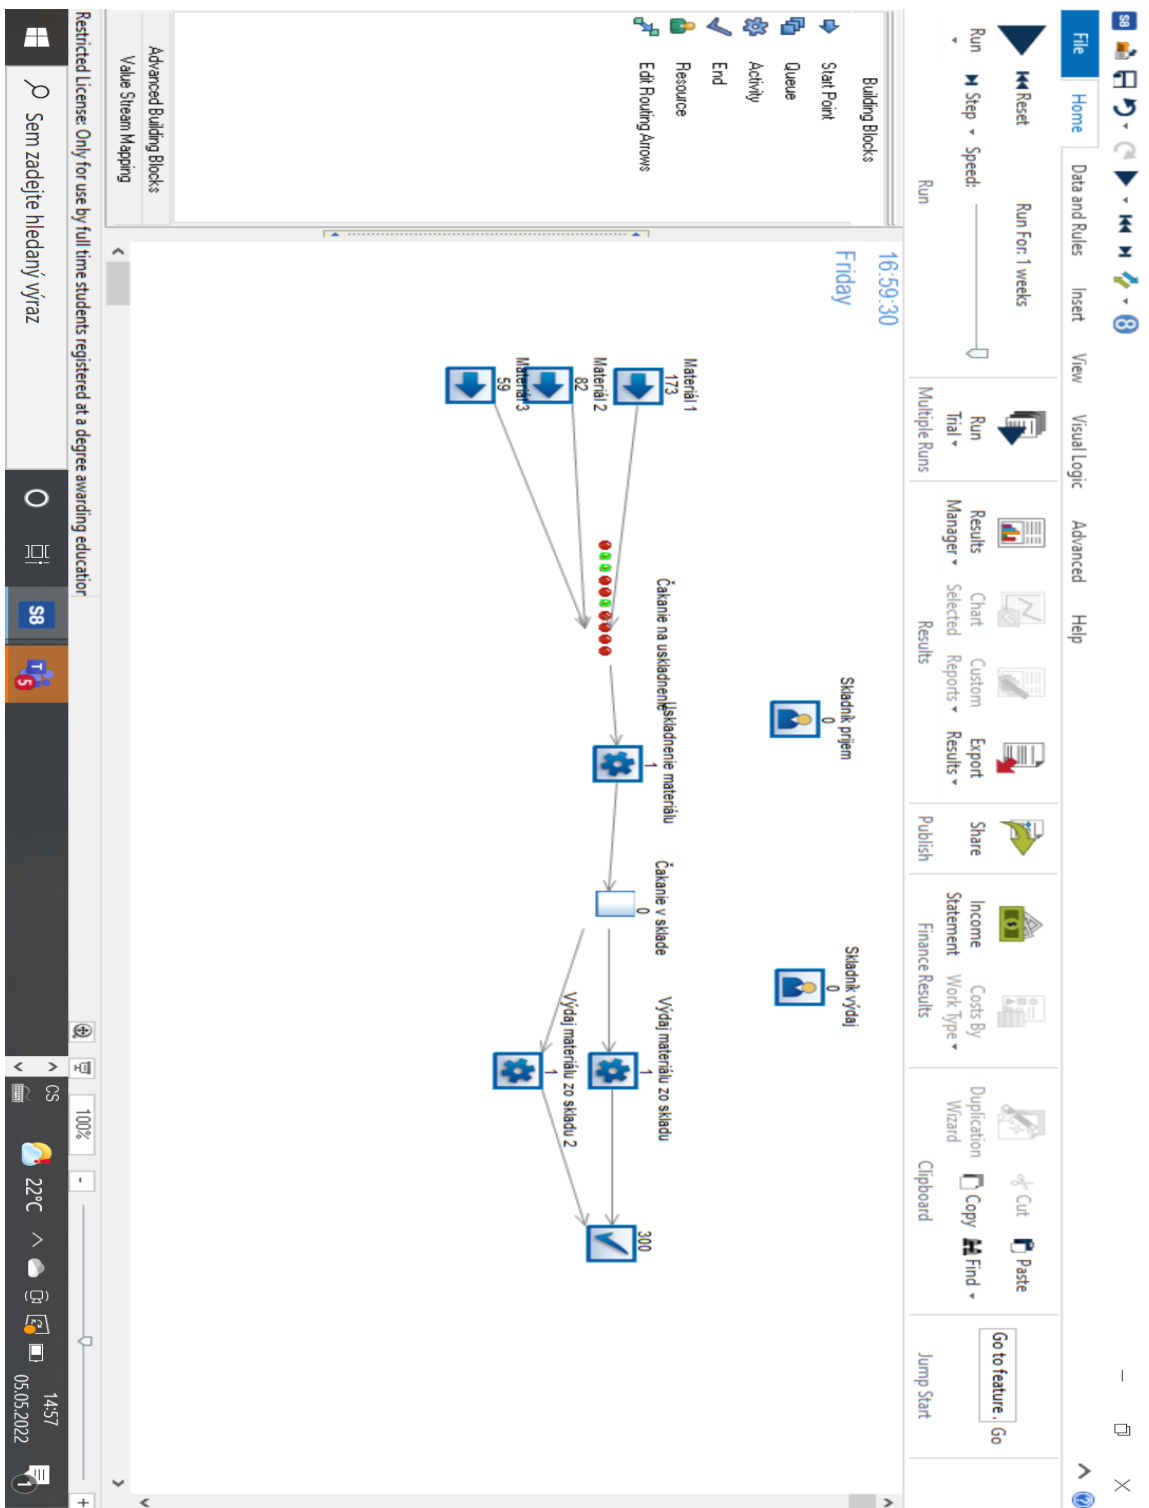 S8
File Home Data and Rules Insert View Visual Logic Advanced Help
Reset
Run For: 1 weeks
Run
Step
Speed:
Run
Run
Trial
Multiple Runs
Results
Manager
Chart
Selected
Custom
Reports
Export
Results
Results
Share
Publish
Income
Statement
Costs By
Work Type
Finance Results
Duplication
Wizard
Cut
Copy
Paste
Find
Clipboard
Go to feature.
Go
Jump Start
Building Blocks
Start Point
Queue
Activity
End
Resource
Edit Routing Arrows
Advanced Building Blocks
Value Stream Mapping
16:59:30
Friday
Skladník príjem
0
Skladník výdaj
0
Materiál 1
173
Materiál 2
82
Materiál 3
59
Čakanie na uskladnenie
Uskladnenie materiálu
1
Čakanie v sklade
0
Výdaj materiálu zo skladu
1
Výdaj materiálu zo skladu 2
1
300
Restricted License: Only for use by full time students registered at a degree awarding education
100%
-
+
Sem zadejte hledaný výraz
S8
T
5
CS
22°C
14:57
05.05.2022
1